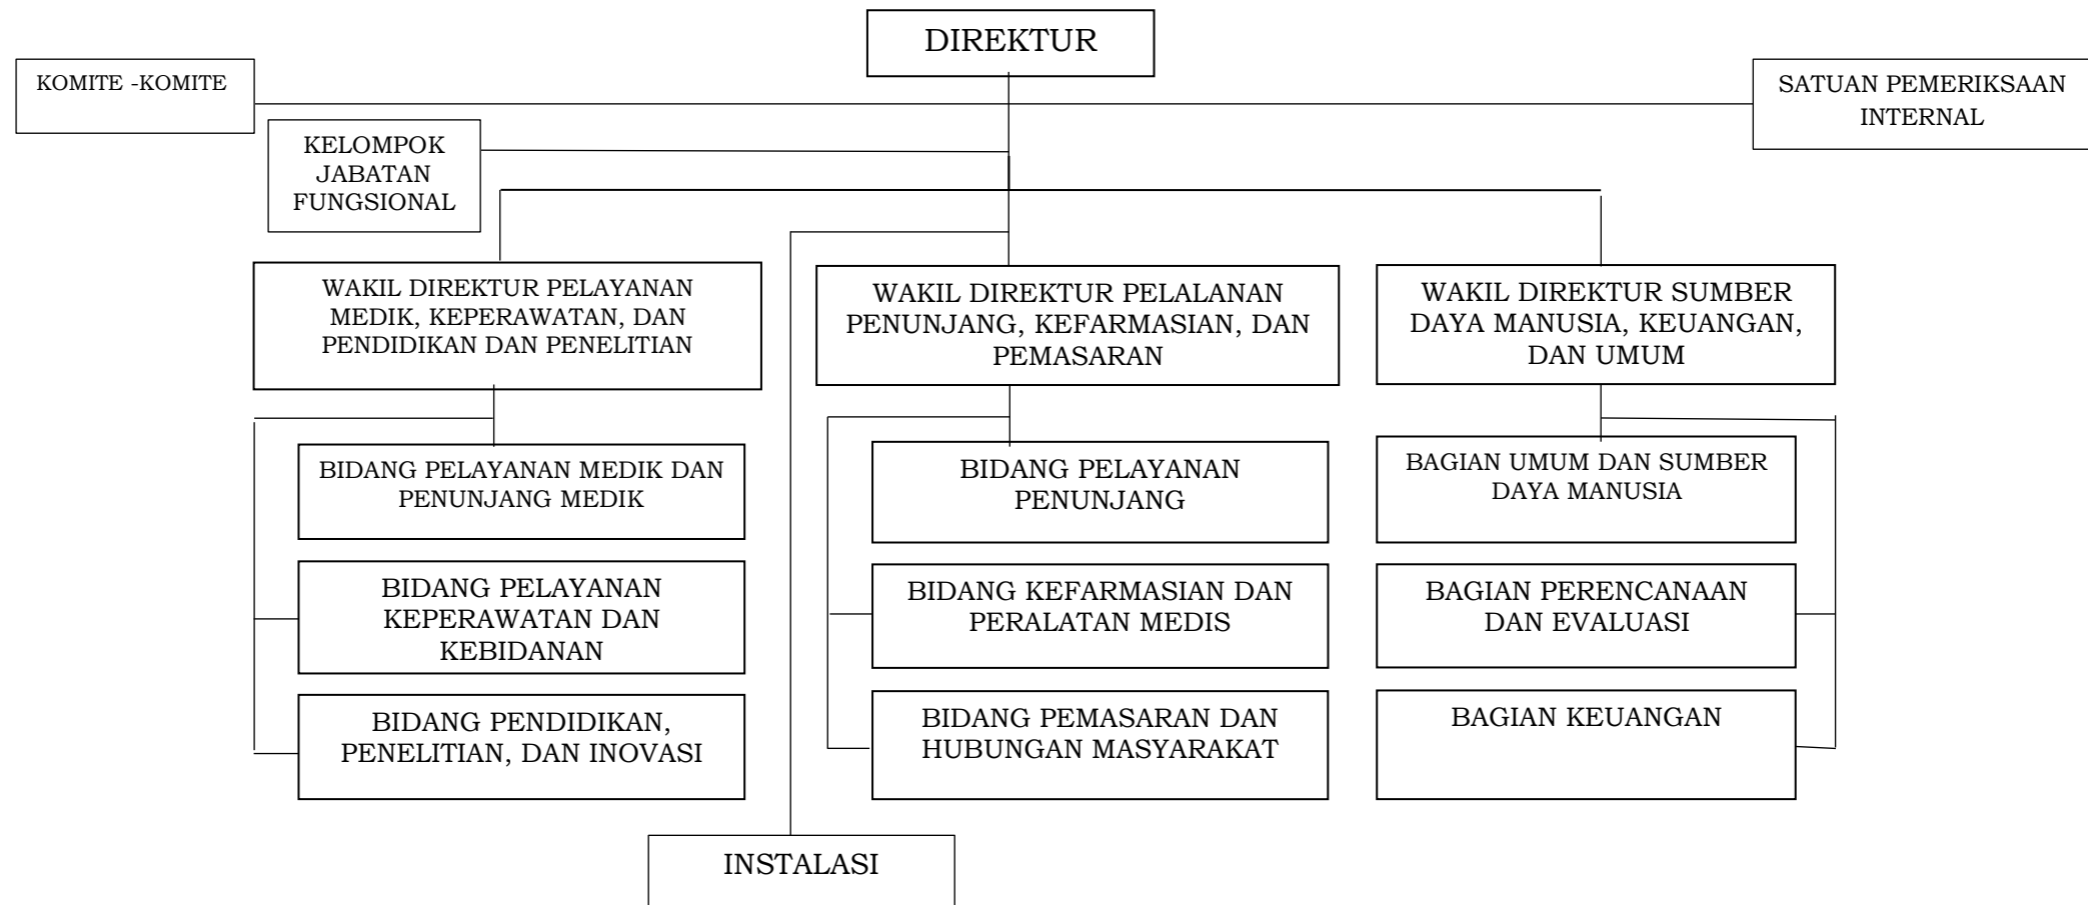 DIREKTUR
KOMITE -KOMITE
SATUAN PEMERIKSAAN
INTERNAL
KELOMPOK
JABATAN
FUNGSIONAL
WAKIL DIREKTUR PELAYANAN
MEDIK, KEPERAWATAN, DAN
PENDIDIKAN DAN PENELITIAN
WAKIL DIREKTUR PELALANAN
PENUNJANG, KEFARMASIAN, DAN
PEMASARAN
WAKIL DIREKTUR SUMBER
DAYA MANUSIA, KEUANGAN,
DAN UMUM
BIDANG PELAYANAN MEDIK DAN
PENUNJANG MEDIK
BIDANG PELAYANAN
PENUNJANG
BAGIAN UMUM DAN SUMBER
DAYA MANUSIA
BIDANG PELAYANAN
KEPERAWATAN DAN
KEBIDANAN
BIDANG KEFARMASIAN DAN
PERALATAN MEDIS
BAGIAN PERENCANAAN
DAN EVALUASI
BIDANG PENDIDIKAN,
PENELITIAN, DAN INOVASI
BIDANG PEMASARAN DAN
HUBUNGAN MASYARAKAT
BAGIAN KEUANGAN
INSTALASI